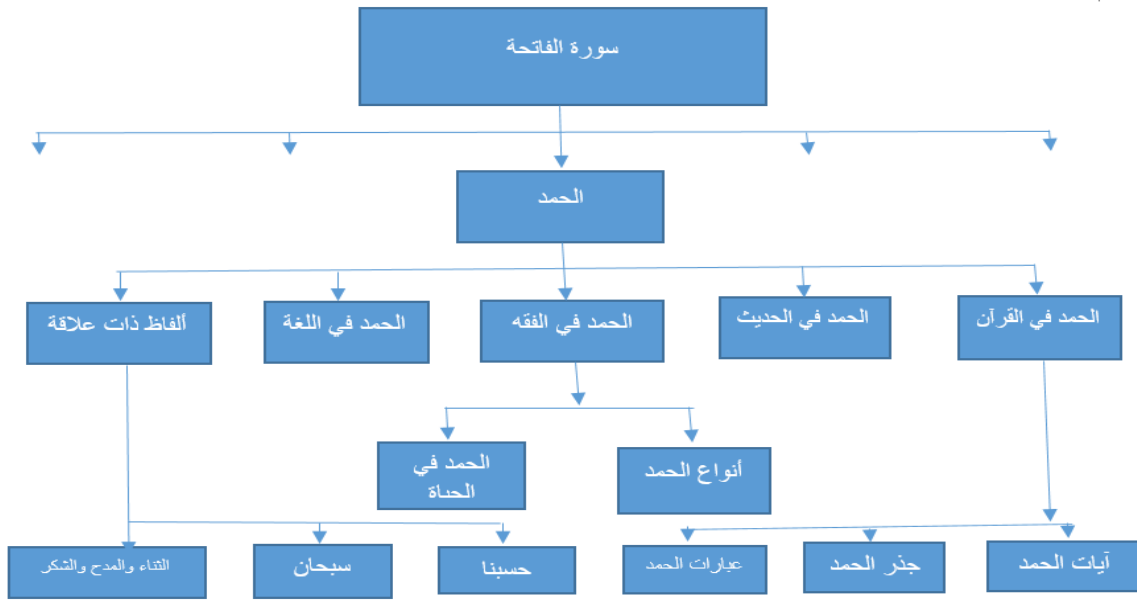 سورة الفاتحة
الحمد
الحمد في القرآن
الحمد في الحديث
الحمد في الفقه
الحمد في اللغة
ألفاظ ذات علاقة
أنواع الحمد
الحمد في
الحياة
آيات الحمد
جذر الحمد
عبارات الحمد
حسبنا
سبحان
الثناء والمدح والشكر